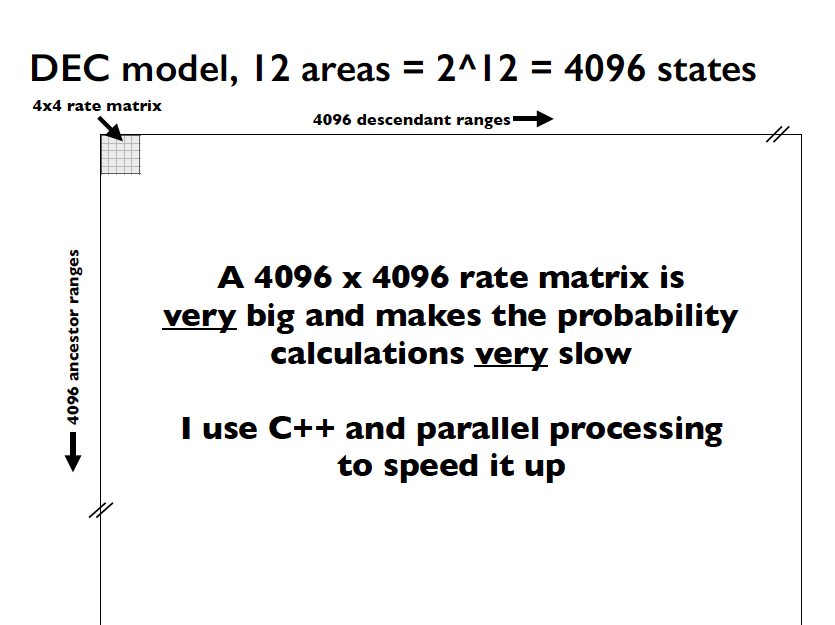 DEC model, 12 areas = 2^12 = 4096 states
4x4 rate matrix
4096 descendant ranges
4096 ancestor ranges
A 4096 x 4096 rate matrix is
very big and makes the probability
calculations very slow
I use C++ and parallel processing
to speed it up